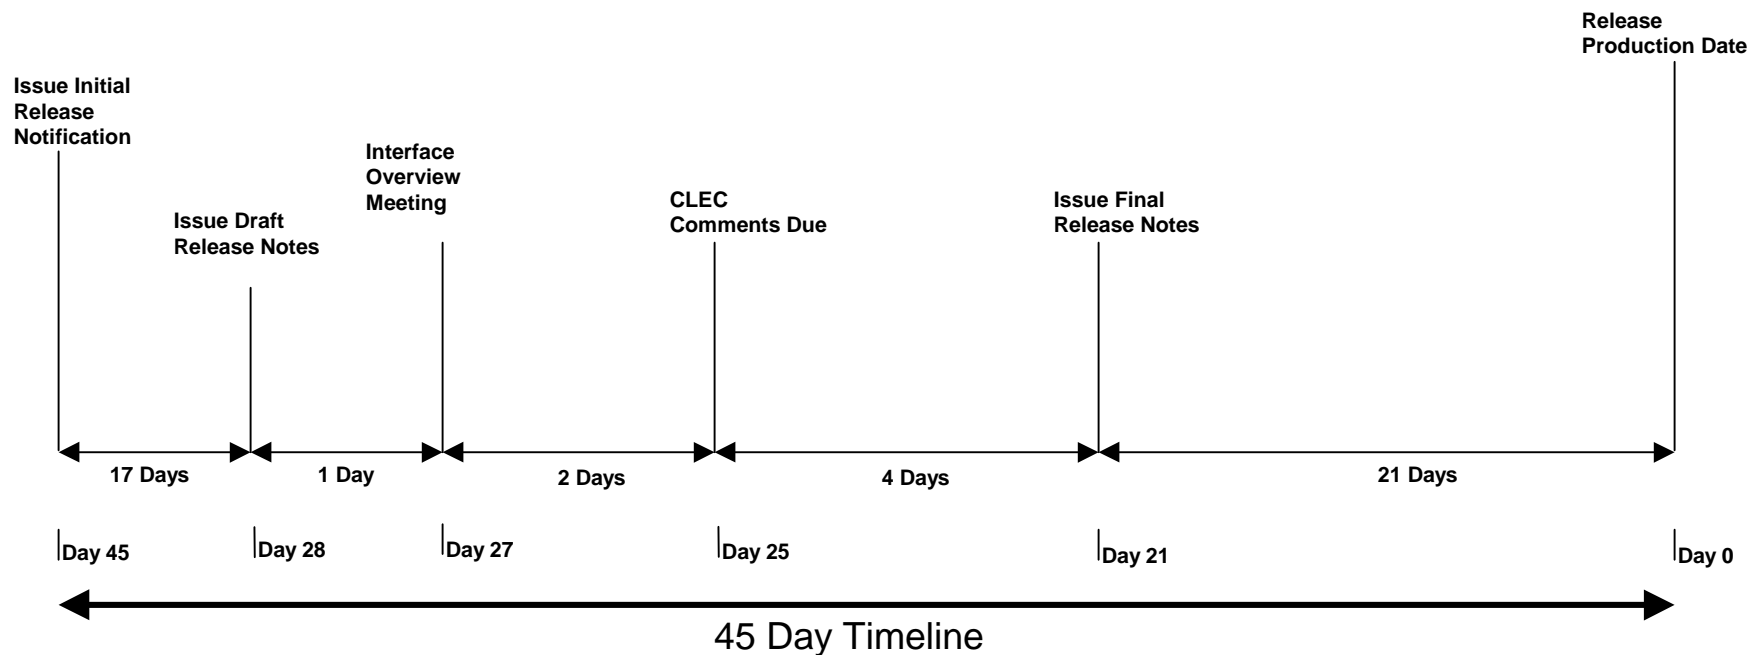 Release
Production Date
Issue Initial
Release
Notification
Interface
Overview
Meeting
Issue Draft
Release Notes
CLEC
Comments Due
Issue Final
Release Notes
17 Days
1 Day
2 Days
4 Days
21 Days
Day 45
Day 28
Day 27
Day 25
Day 21
Day 0
45 Day Timeline